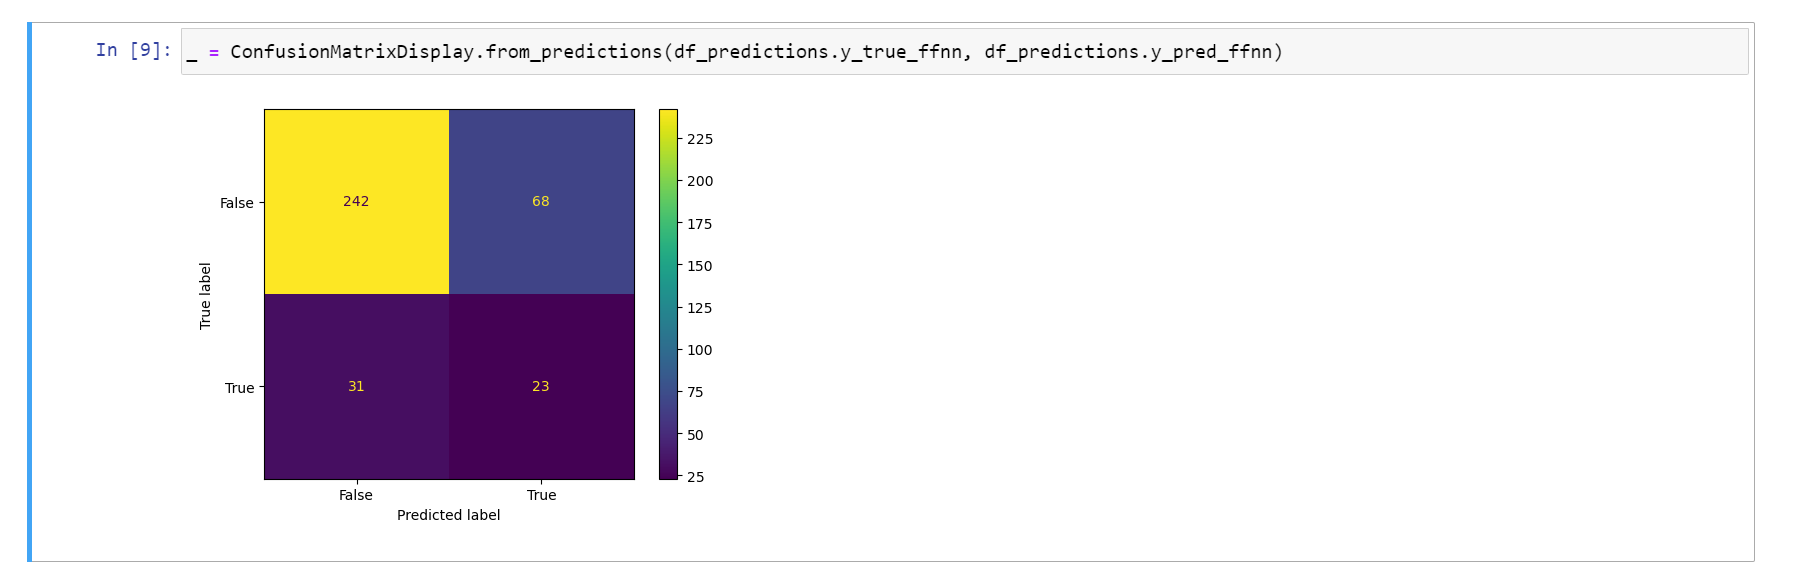 In [9]: _ = ConfusionMatrixDisplay.from_predictions(df_predictions.y_true_ffnn, df_predictions.y_pred_ffnn)
225
False 242 68 200
175
150
True label
125
100
True 31 23 75
50
25
False True
Predicted label